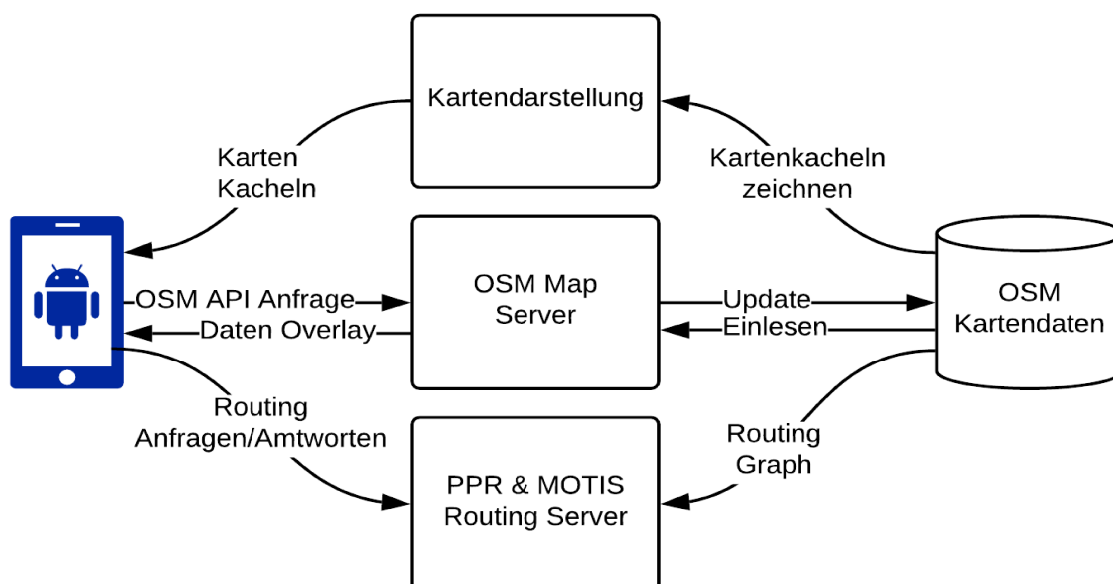 Kartendarstellung
Karten
Kacheln
Kartenkacheln
zeichnen
OSM API Anfrage
Daten Overlay
OSM Map
Server
Update
Einlesen
OSM
Kartendaten
Routing
Anfragen/Amtworten
Routing
Graph
PPR & MOTIS
Routing Server